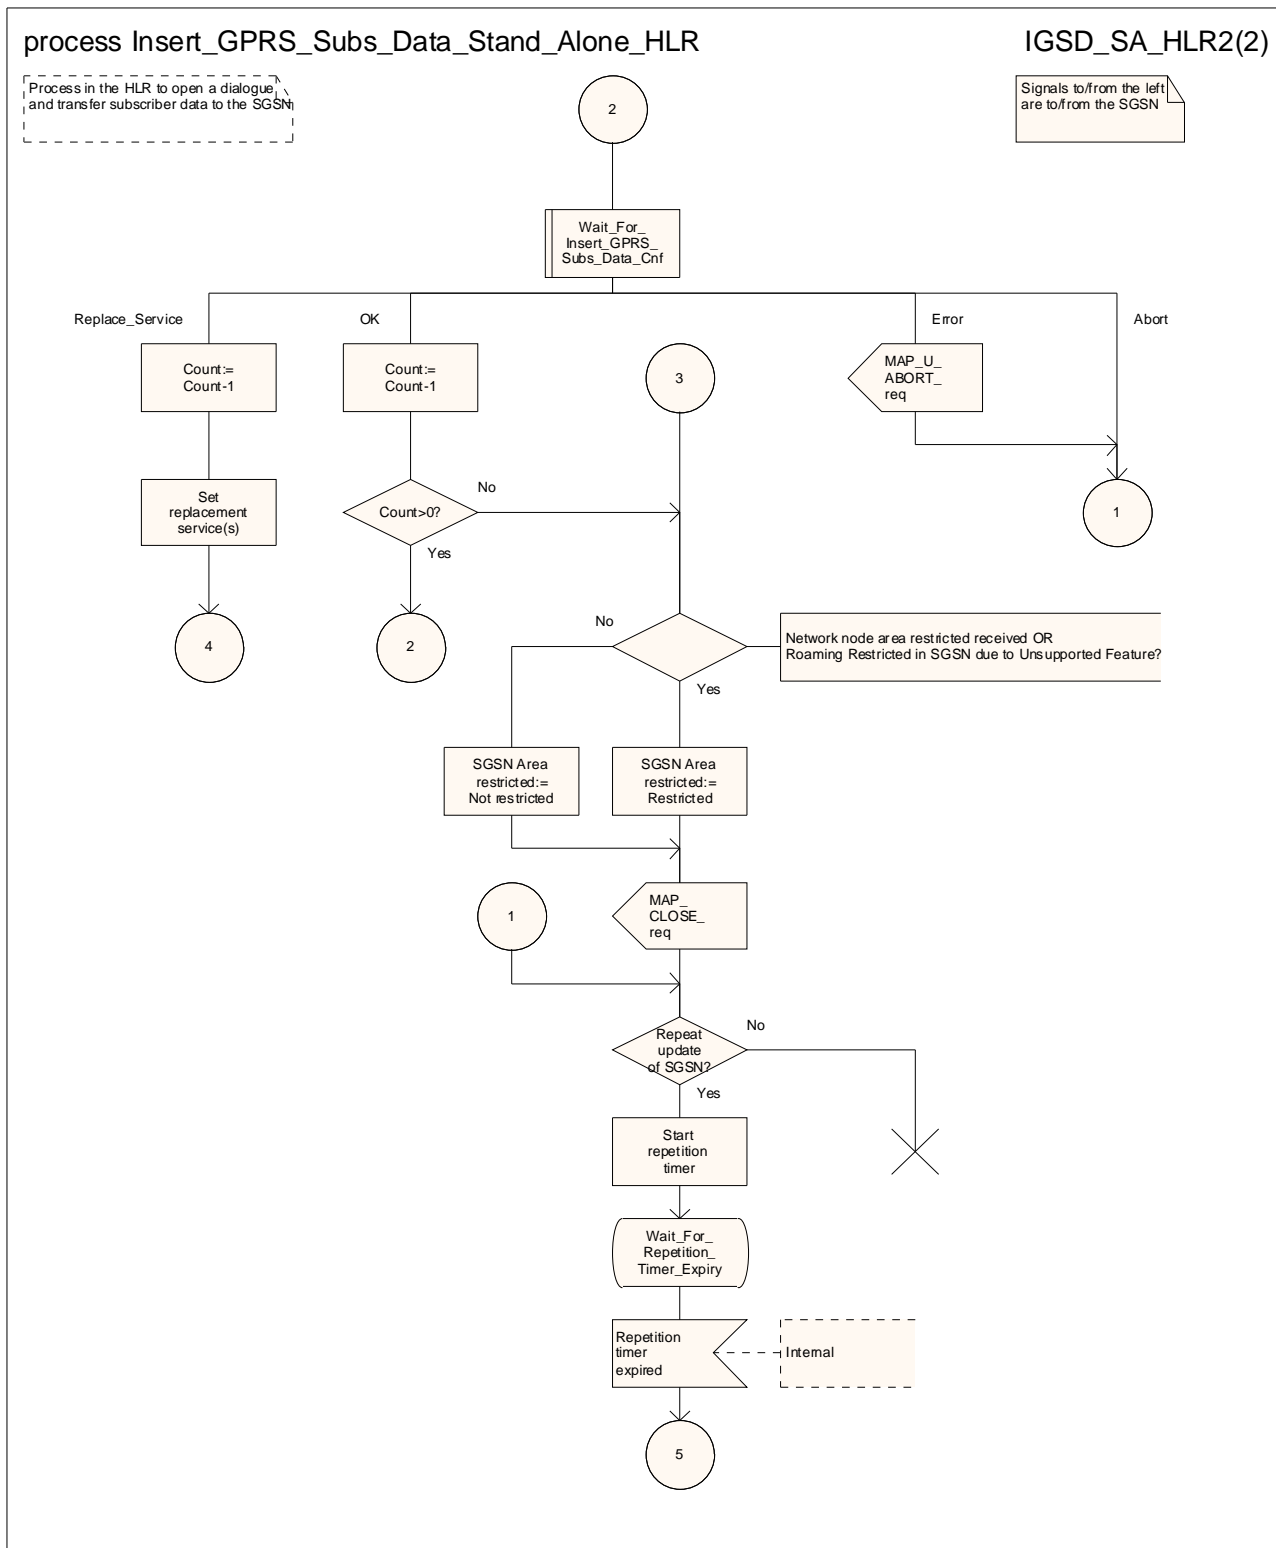 process Insert_GPRS_Subs_Data_Stand_Alone_HLR
IGSD_SA_HLR2(2)
Process in the HLR to open a dialogue
and transfer subscriber data to the SGSN
2
Signals to/from the left
are to/from the SGSN
Wait_For_
Insert_GPRS_
Subs_Data_Cnf
Replace_Service
OK
Error
Abort
Count:=
Count-1
Count:=
Count-1
3
MAP_U_
ABORT_
req
Set
replacement
service(s)
Count>0?
No
Yes
1
4
2
No
Yes
Network node area restricted received OR
Roaming Restricted in SGSN due to Unsupported Feature?
SGSN Area
restricted:=
Not restricted
SGSN Area
restricted:=
Restricted
1
MAP_
CLOSE_
req
Repeat
update
of SGSN?
No
Yes
Start
repetition
timer
Wait_For_
Repetition_
Timer_Expiry
Repetition
timer
expired
Internal
5